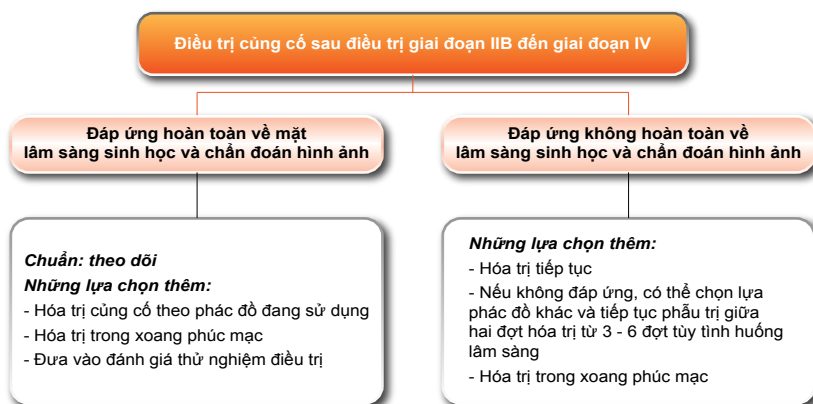 Điều trị củng cố sau điều trị giai đoạn IIB đến giai đoạn IV
Đáp ứng hoàn toàn về mặt
lâm sàng sinh học và chẩn đoán hình ảnh
Đáp ứng không hoàn toàn về
lâm sàng sinh học và chẩn đoán hình ảnh
Chuẩn: theo dõi
Những lựa chọn thêm:
- Hóa trị củng cố theo phác đồ đang sử dụng
- Hóa trị trong xoang phúc mạc
- Đưa vào đánh giá thử nghiệm điều trị
Những lựa chọn thêm:
- Hóa trị tiếp tục
- Nếu không đáp ứng, có thể chọn lựa
phác đồ khác và tiếp tục phẫu trị giữa
hai đợt hóa trị từ 3 - 6 đợt tùy tình huống
lâm sàng
- Hóa trị trong xoang phúc mạc